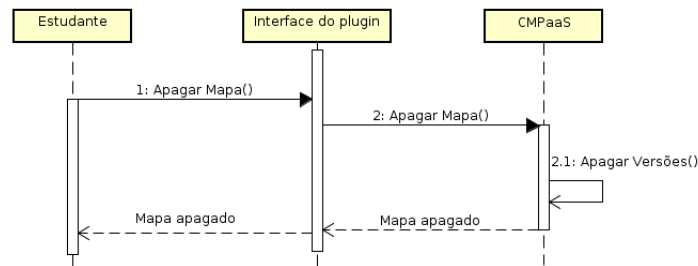 Estudante
Interface do plugin
CMPaaS
1: Apagar Mapa()
2: Apagar Mapa()
2.1: Apagar Versões()
Mapa apagado
Mapa apagado